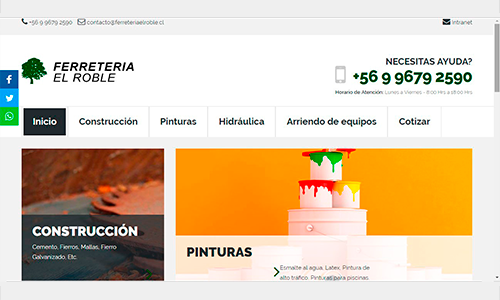 +56 9 9679 2590 contacto@ferreteriaelroble.cl Intranet
FERRETERIA
EL ROBLE
NECESITAS AYUDA?
+56 9 9679 2590
Horario de Atención: Lunes a Viernes - 8:00 Hrs a 18:00 Hrs
Inicio Construcción Pinturas Hidráulica Arriendo de equipos Cotizar
CONSTRUCCIÓN
Cemento, Fierros, Mallas, Fierro
Galvanizado, Etc.
PINTURAS
Esmalte al agua, Latex, Pintura de
alto tráfico, Pinturas para piscinas.